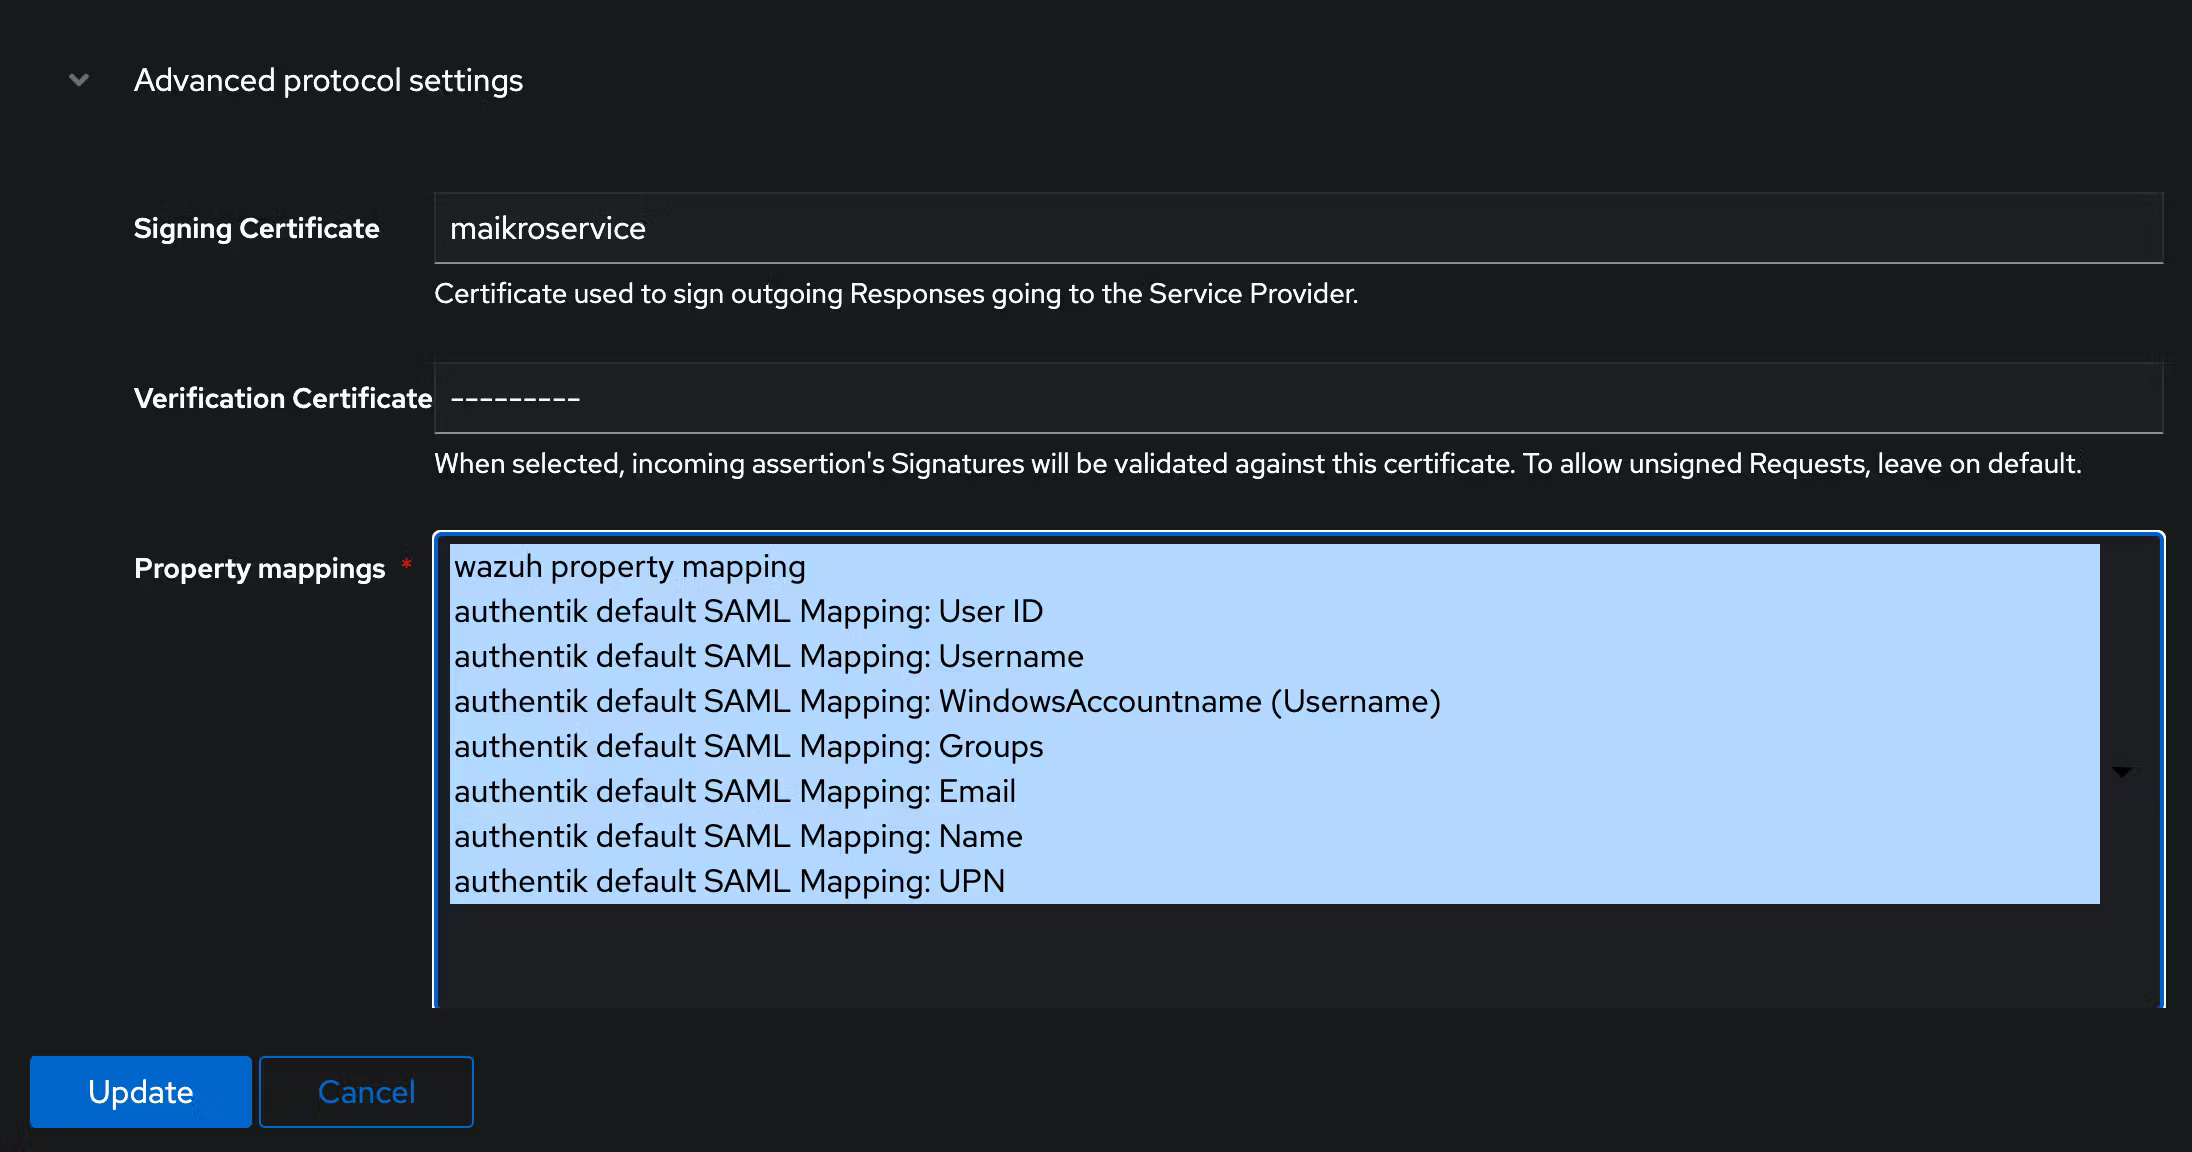 Advanced protocol settings
Signing Certificate
maikroservice
Certificate used to sign outgoing Responses going to the Service Provider.
Verification Certificate
---------
When selected, incoming assertion's Signatures will be validated against this certificate. To allow unsigned Requests, leave on default.
Property mappings *
wazuh property mapping
authentik default SAML Mapping: User ID
authentik default SAML Mapping: Username
authentik default SAML Mapping: WindowsAccountname (Username)
authentik default SAML Mapping: Groups
authentik default SAML Mapping: Email
authentik default SAML Mapping: Name
authentik default SAML Mapping: UPN
Update
Cancel